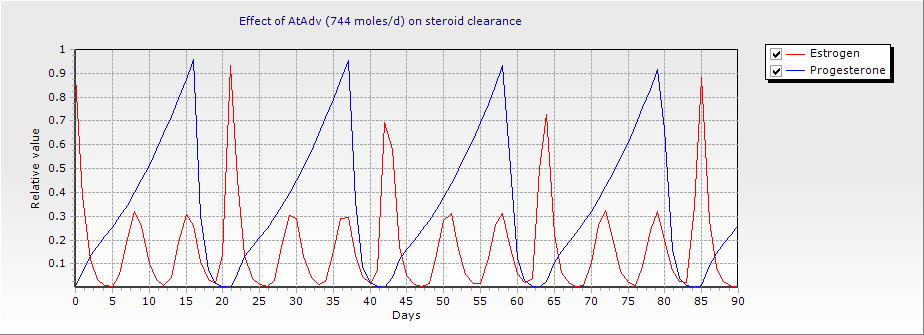 Effect of AtAdv (744 moles/d) on steroid clearance
Estrogen
Progesterone
Relative value
1
0.9
0.8
0.7
0.6
0.5
0.4
0.3
0.2
0.1
0 5 10 15 20 25 30 35 40 45 50 55 60 65 70 75 80 85 90
Days